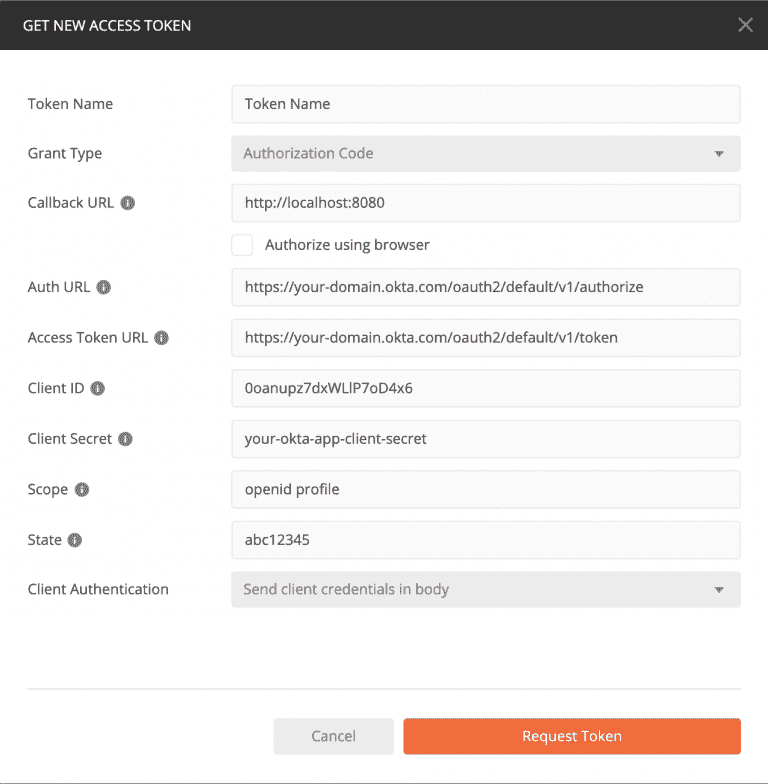 GET NEW ACCESS TOKEN
Token Name Token Name
Grant Type Authorization Code
Callback URL http://localhost:8080
Authorize using browser
Auth URL https://your-domain.okta.com/oauth2/default/v1/authorize
Access Token URL https://your-domain.okta.com/oauth2/default/v1/token
Client ID 0oanupz7dxWLlP7oD4x6
Client Secret your-okta-app-client-secret
Scope openid profile
State abc12345
Client Authentication Send client credentials in body
Cancel Request Token